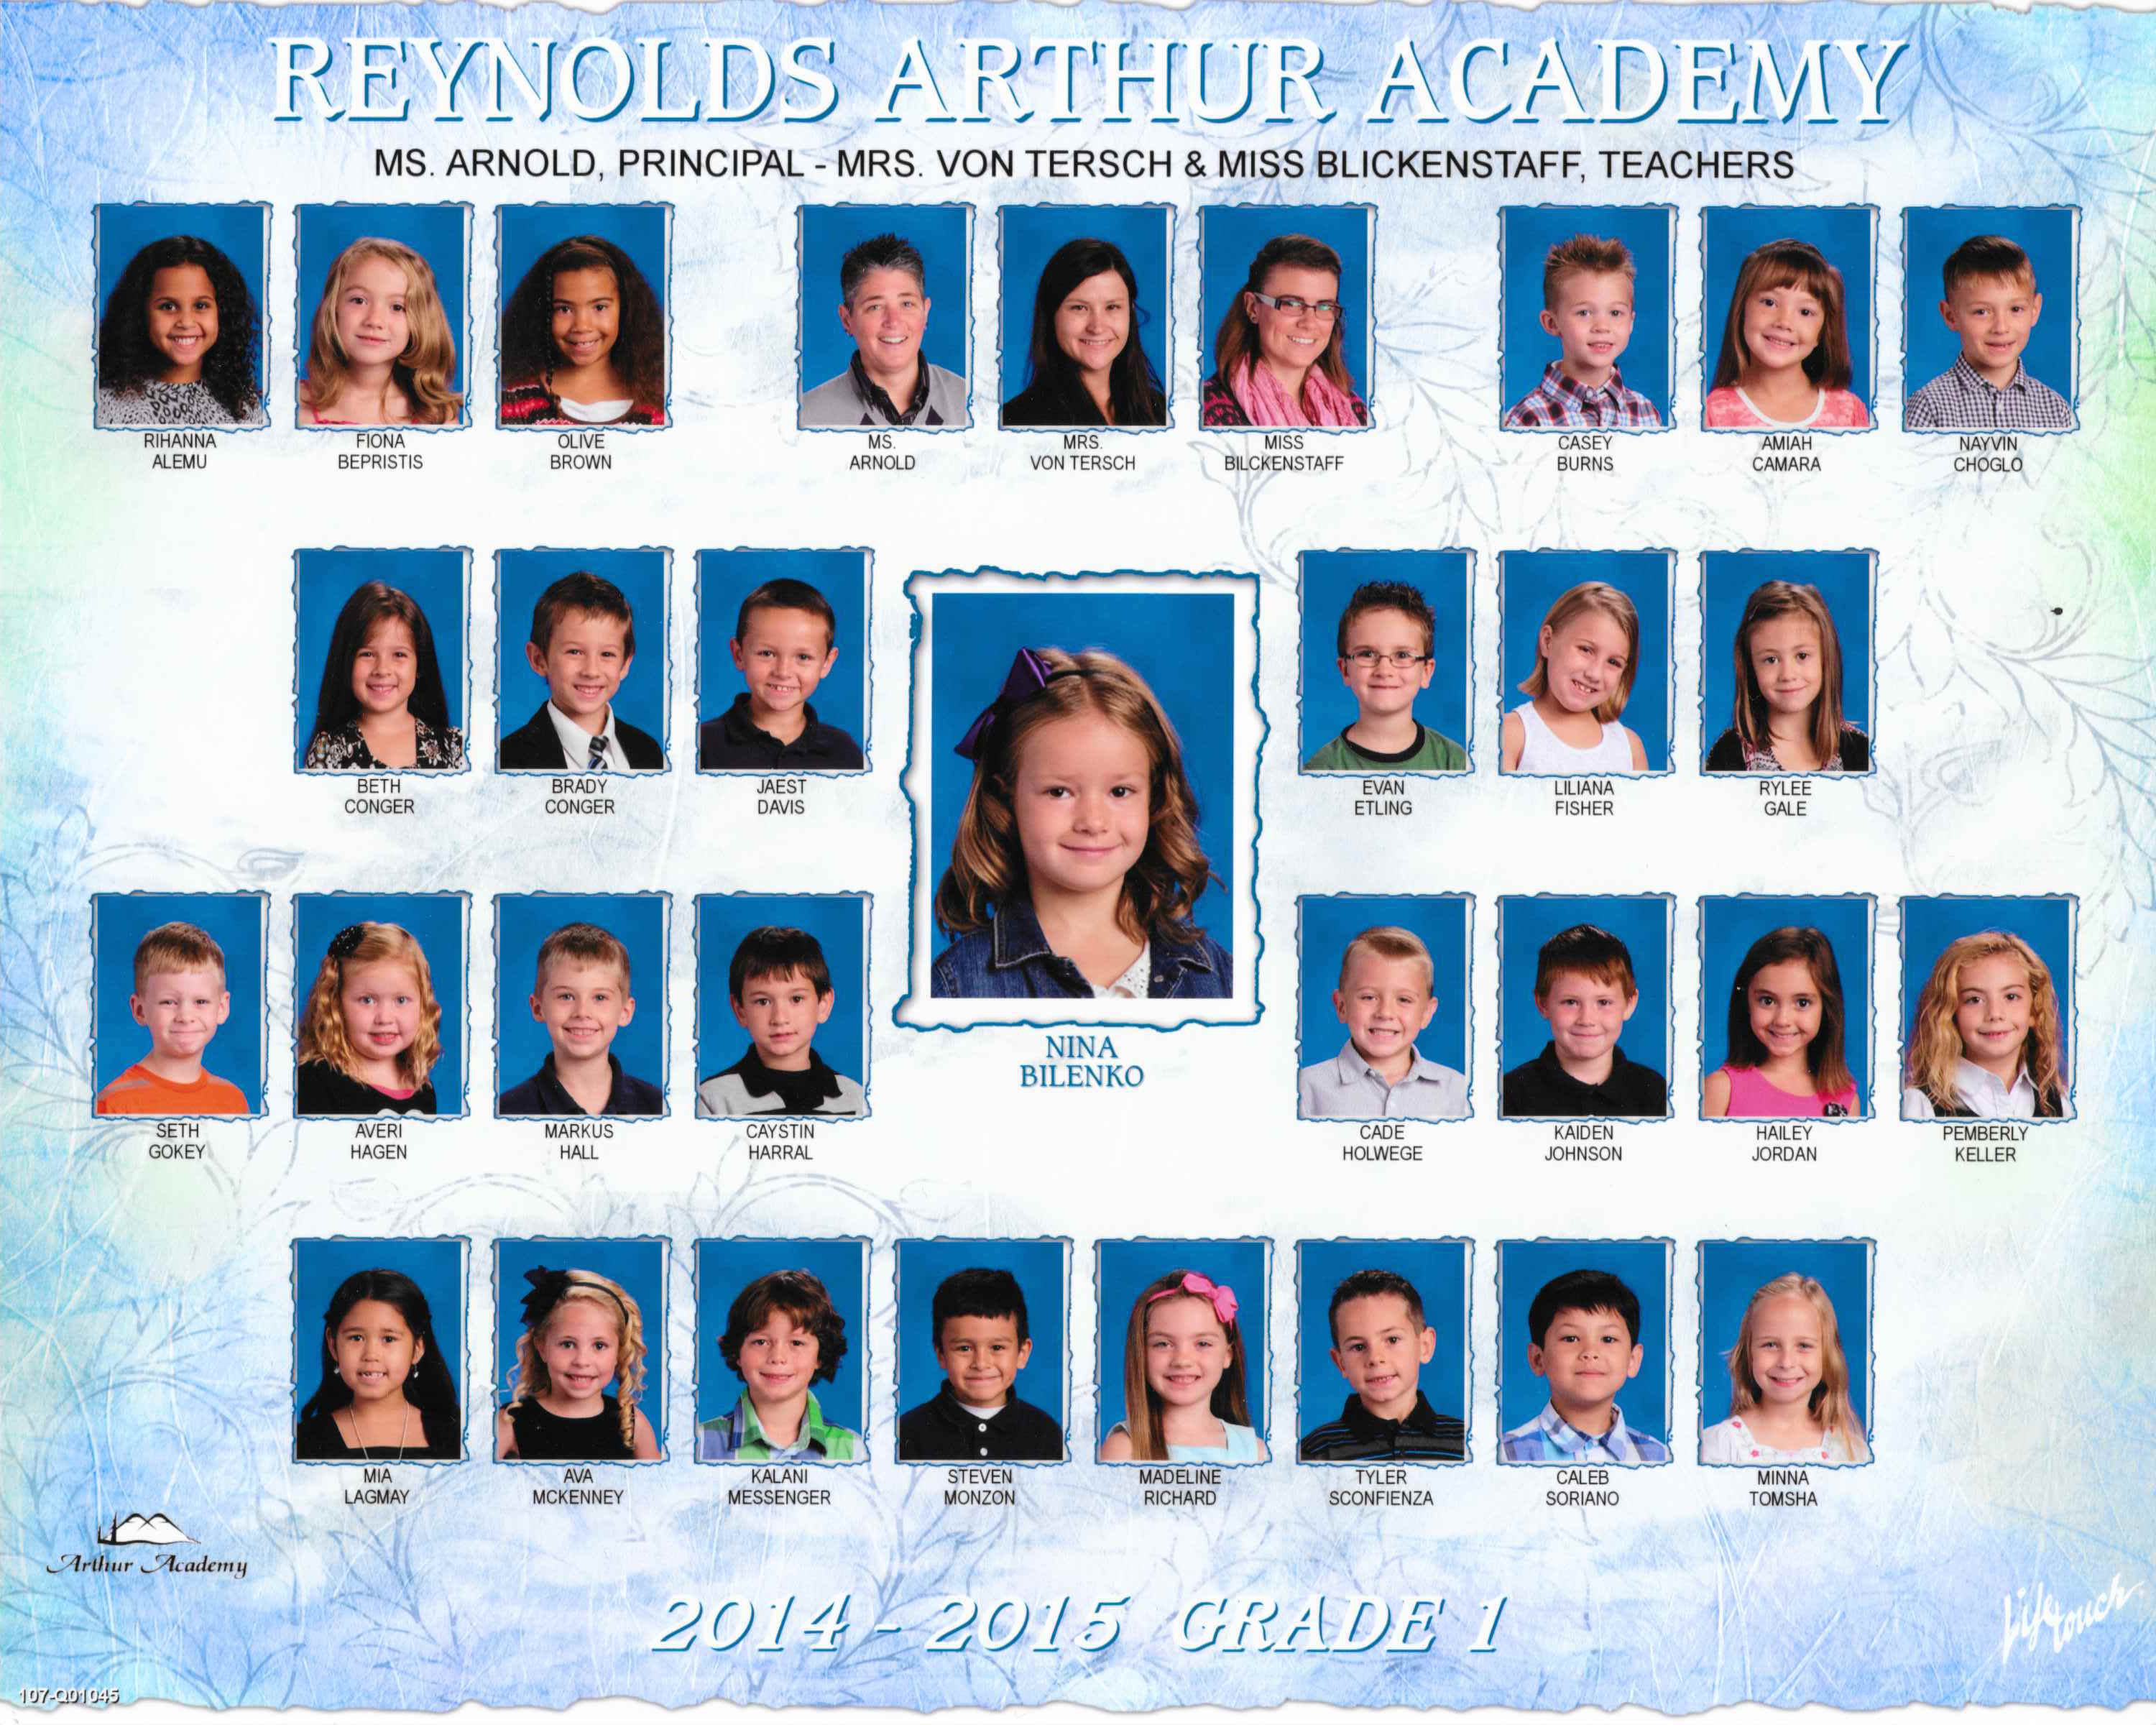 REYNOLDS ARTHUR ACADEMY
MS. ARNOLD, PRINCIPAL - MRS. VON TERSCH & MISS BLICKENSTAFF, TEACHERS
RIHANNA
ALEMU
FIONA
BEPRISTIS
OLIVE
BROWN
MS.
ARNOLD
MRS.
VON TERSCH
MISS
BILCKENSTAFF
CASEY
BURNS
AMIAH
CAMARA
NAYVIN
CHOGLO
BETH
CONGER
BRADY
CONGER
JAEST
DAVIS
EVAN
ETLING
LILIANA
FISHER
RYLEE
GALE
NINA
BILENKO
SETH
GOKEY
AVERI
HAGEN
MARKUS
HALL
CAYSTIN
HARRAL
CADE
HOLWEGE
KAIDEN
JOHNSON
HAILEY
JORDAN
PEMBERLY
KELLER
MIA
LAGMAY
AVA
MCKENNEY
KALANI
MESSENGER
STEVEN
MONZON
MADELINE
RICHARD
TYLER
SCONFIENZA
CALEB
SORIANO
MINNA
TOMSHA
Arthur Academy
2014 - 2015 GRADE 1
Lifetouch
107-Q01045